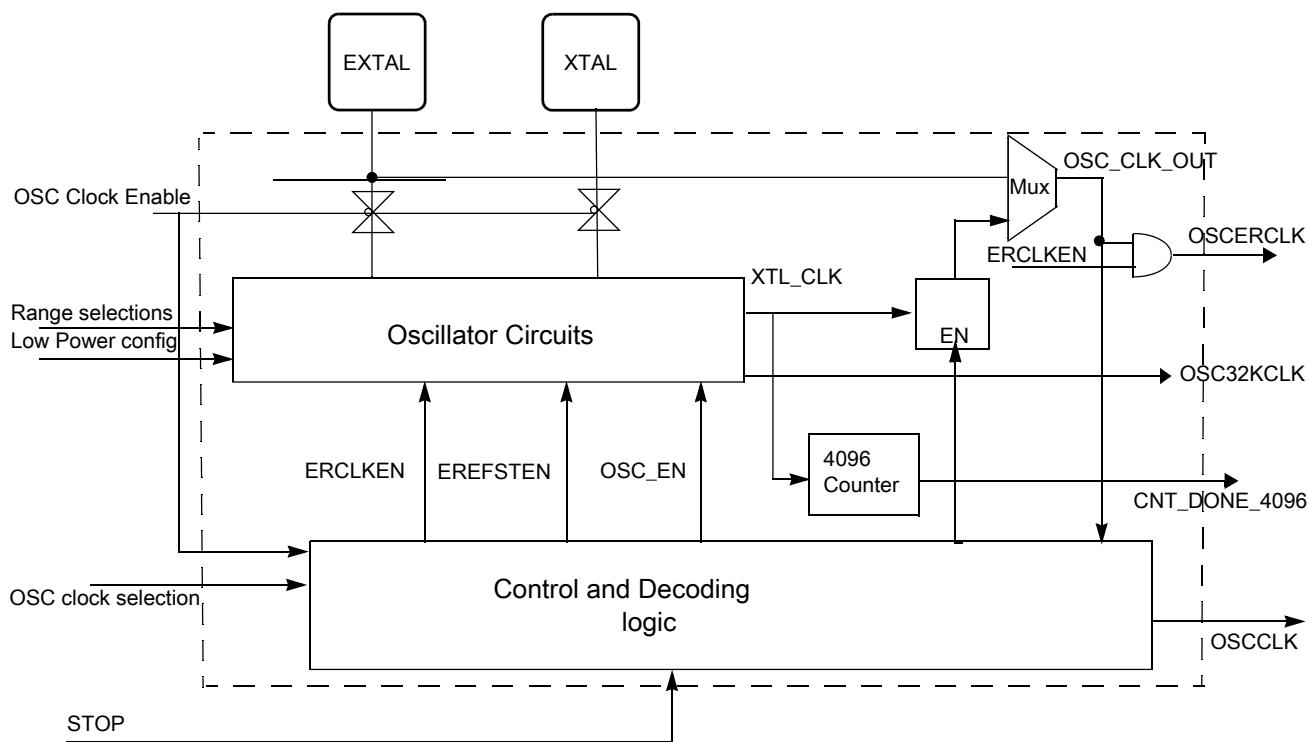 EXTAL
XTAL
OSC_CLK_OUT
Mux
OSC Clock Enable
OSCERCLK
ERCLKEN
XTL_CLK
Range selections
Low Power config
Oscillator Circuits
EN
OSC32KCLK
ERCLKEN
EREFSTEN
OSC_EN
4096
Counter
CNT_DONE_4096
Control and Decoding
logic
OSC clock selection
OSCCLK
STOP